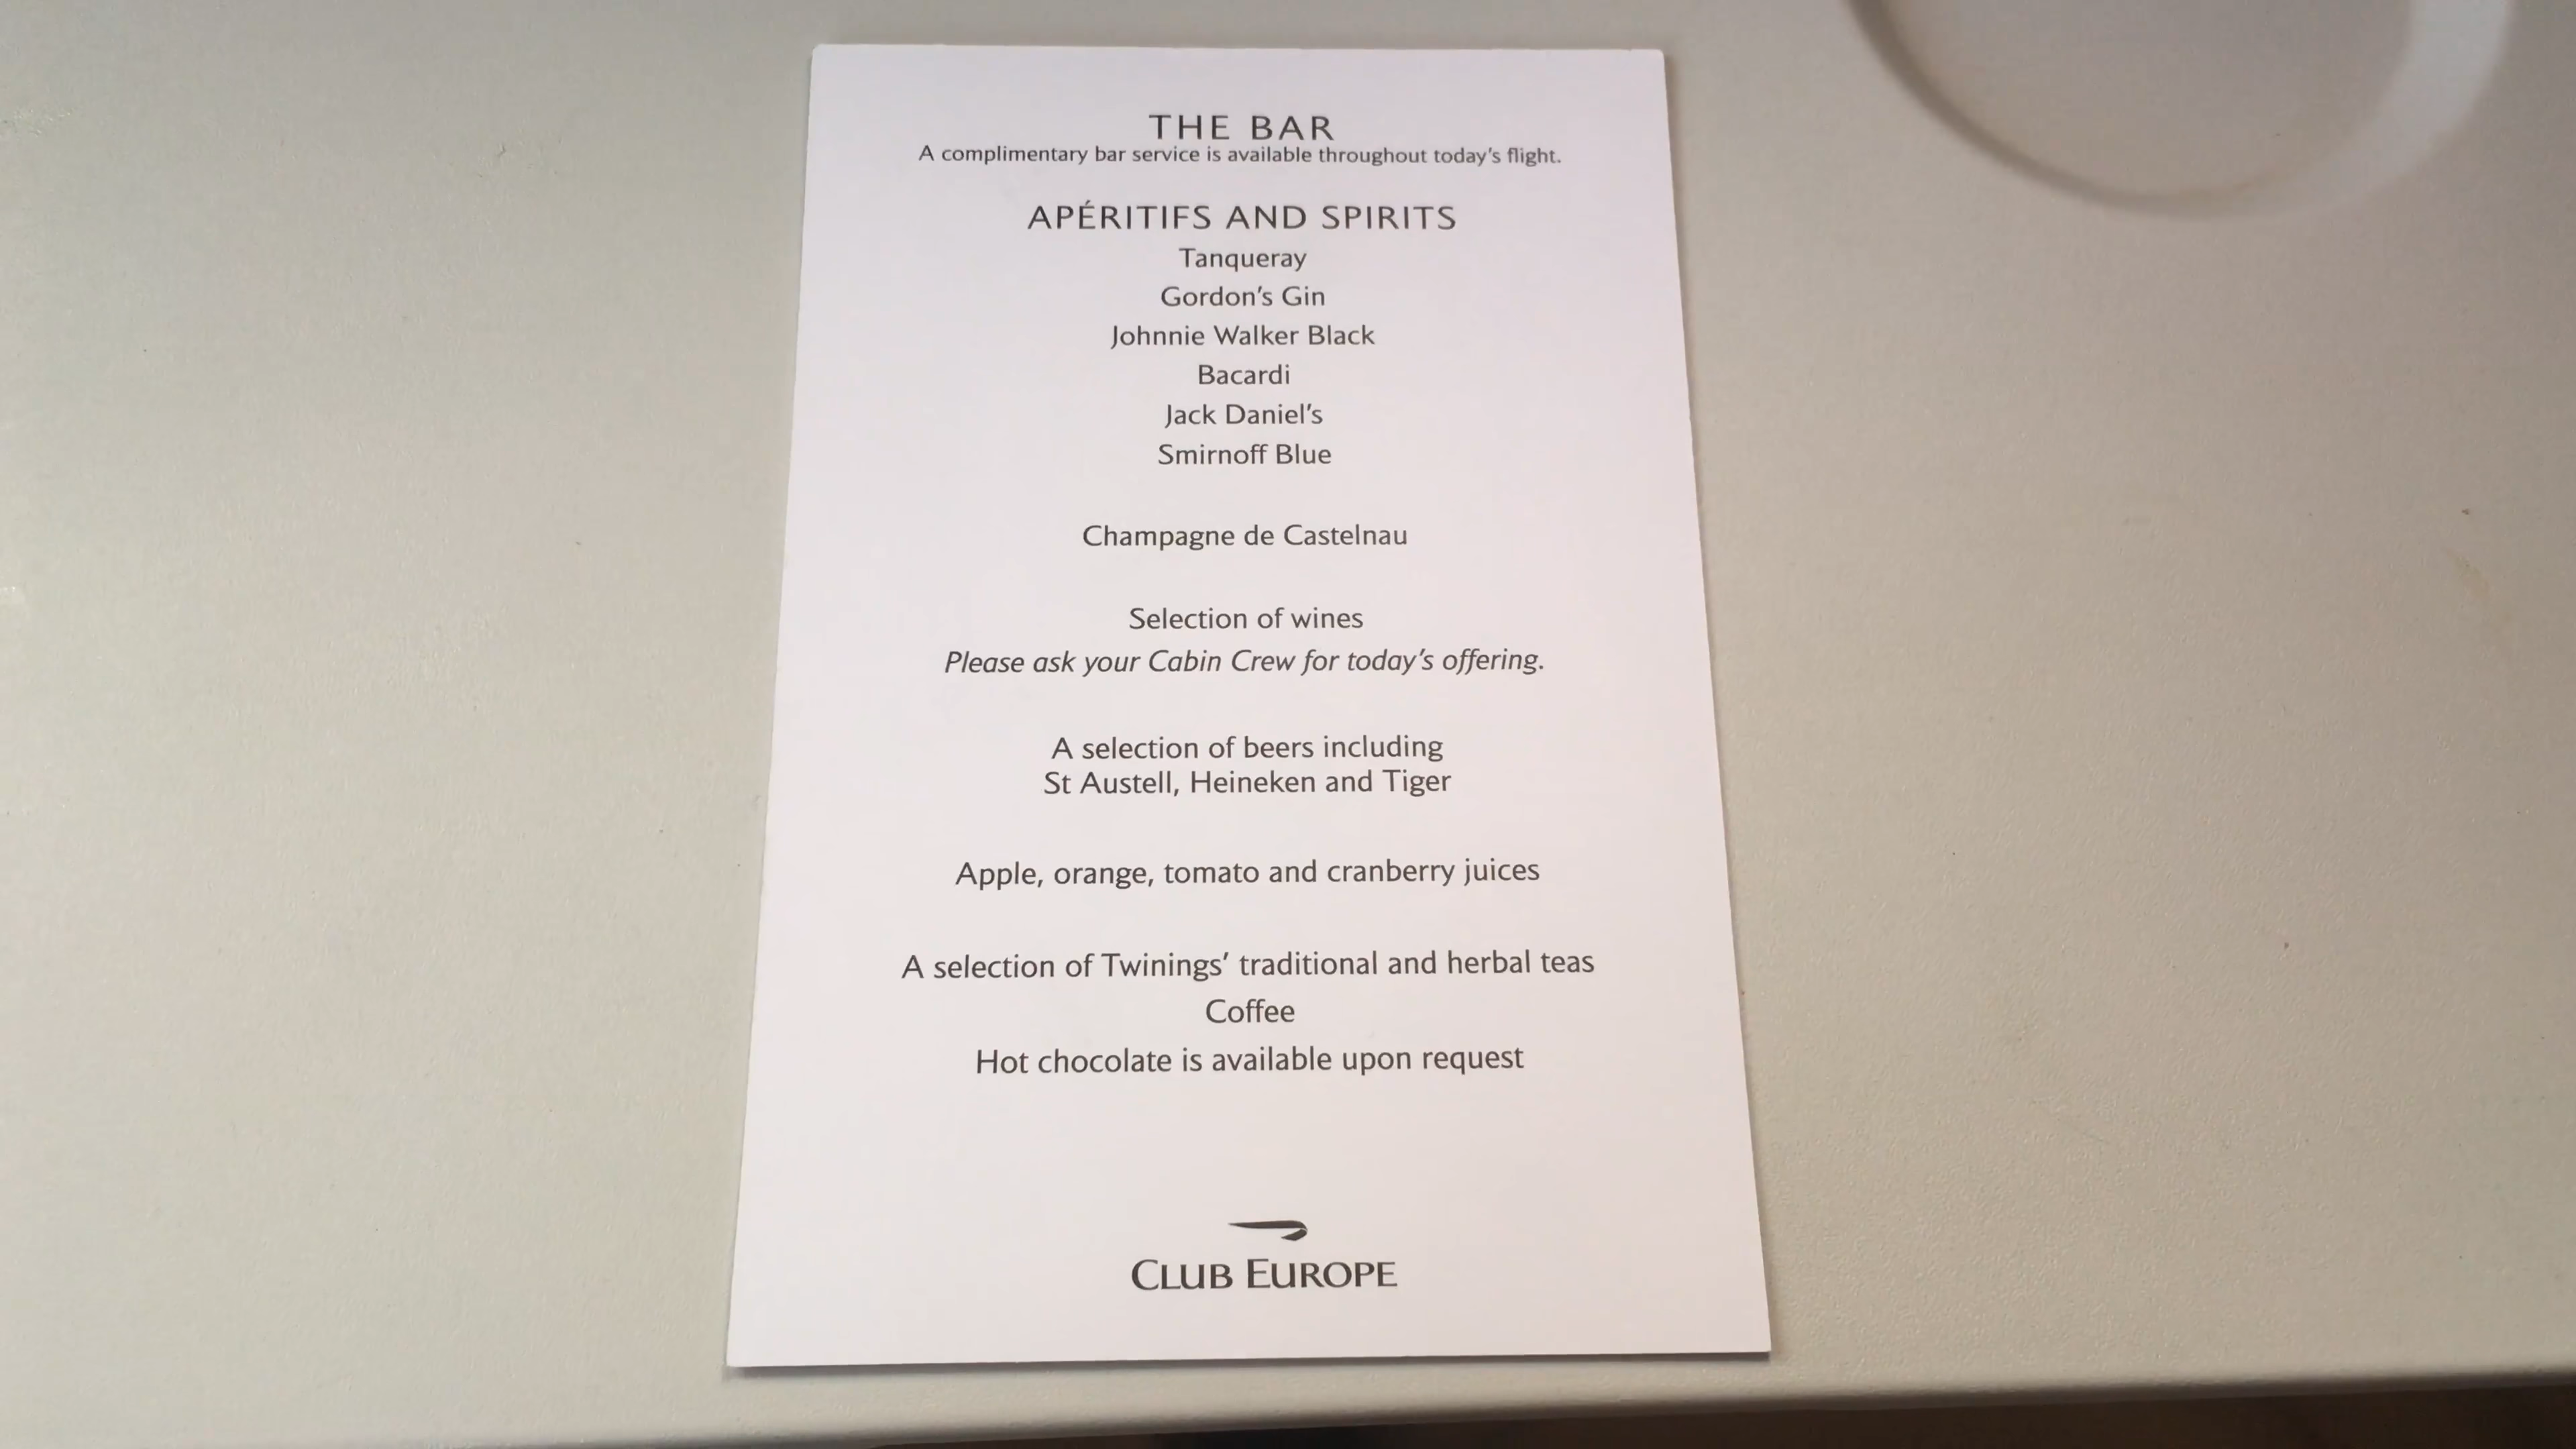 THE BAR
A complimentary bar service is available throughout today's flight.
APÉRITIFS AND SPIRITS
Tanqueray
Gordon's Gin
Johnnie Walker Black
Bacardi
Jack Daniel's
Smirnoff Blue
Champagne de Castelnau
Selection of wines
Please ask your Cabin Crew for today's offering.
A selection of beers including
St Austell, Heineken and Tiger
Apple, orange, tomato and cranberry juices
A selection of Twinings' traditional and herbal teas
Coffee
Hot chocolate is available upon request
CLUB EUROPE